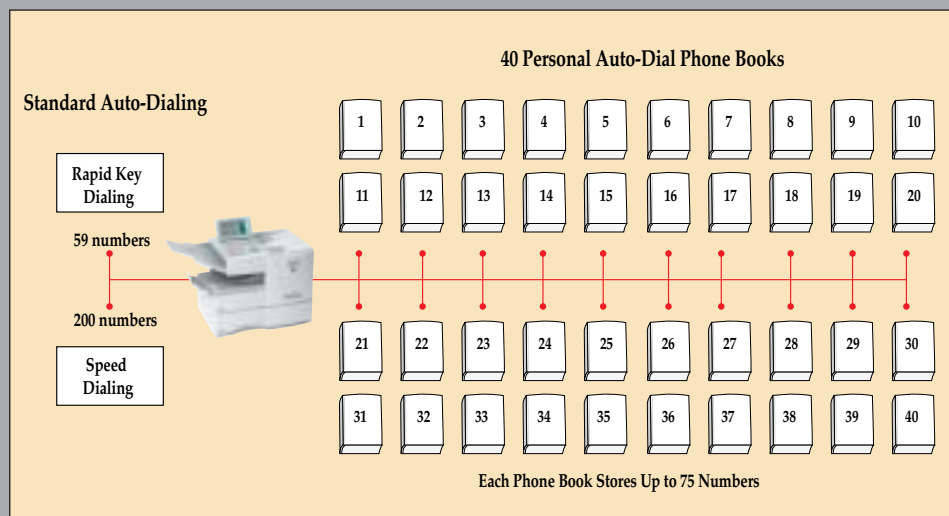 40 Personal Auto-Dial Phone Books
Standard Auto-Dialing
1 2 3 4 5 6 7 8 9 10
Rapid Key
Dialing
11 12 13 14 15 16 17 18 19 20
59 numbers
200 numbers
21 22 23 24 25 26 27 28 29 30
Speed
Dialing
31 32 33 34 35 36 37 38 39 40
Each Phone Book Stores Up to 75 Numbers